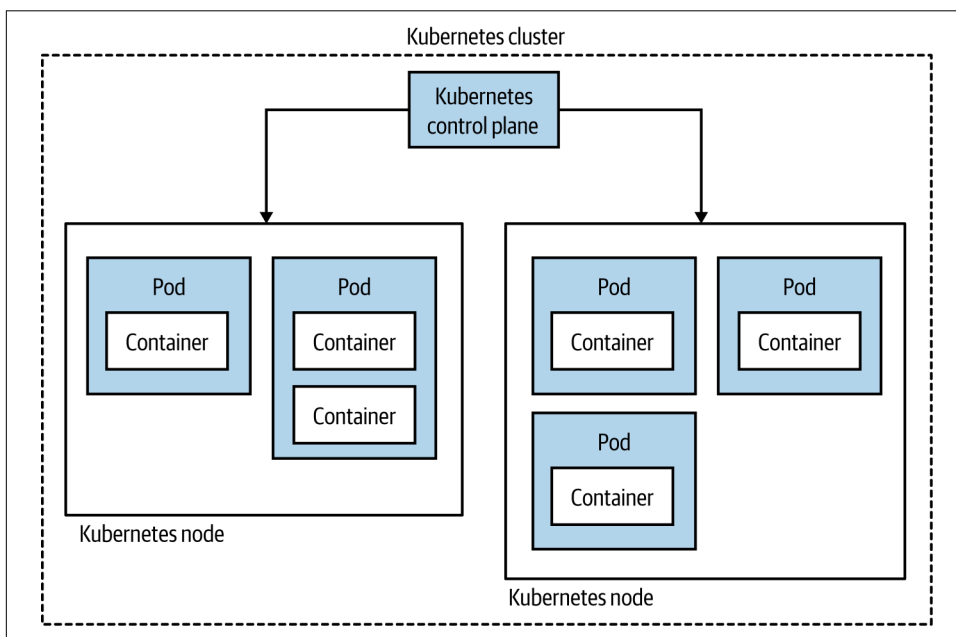 Kubernetes cluster
Kubernetes
control plane
Pod
Container
Pod
Container
Container
Kubernetes node
Pod
Container
Pod
Container
Pod
Container
Kubernetes node